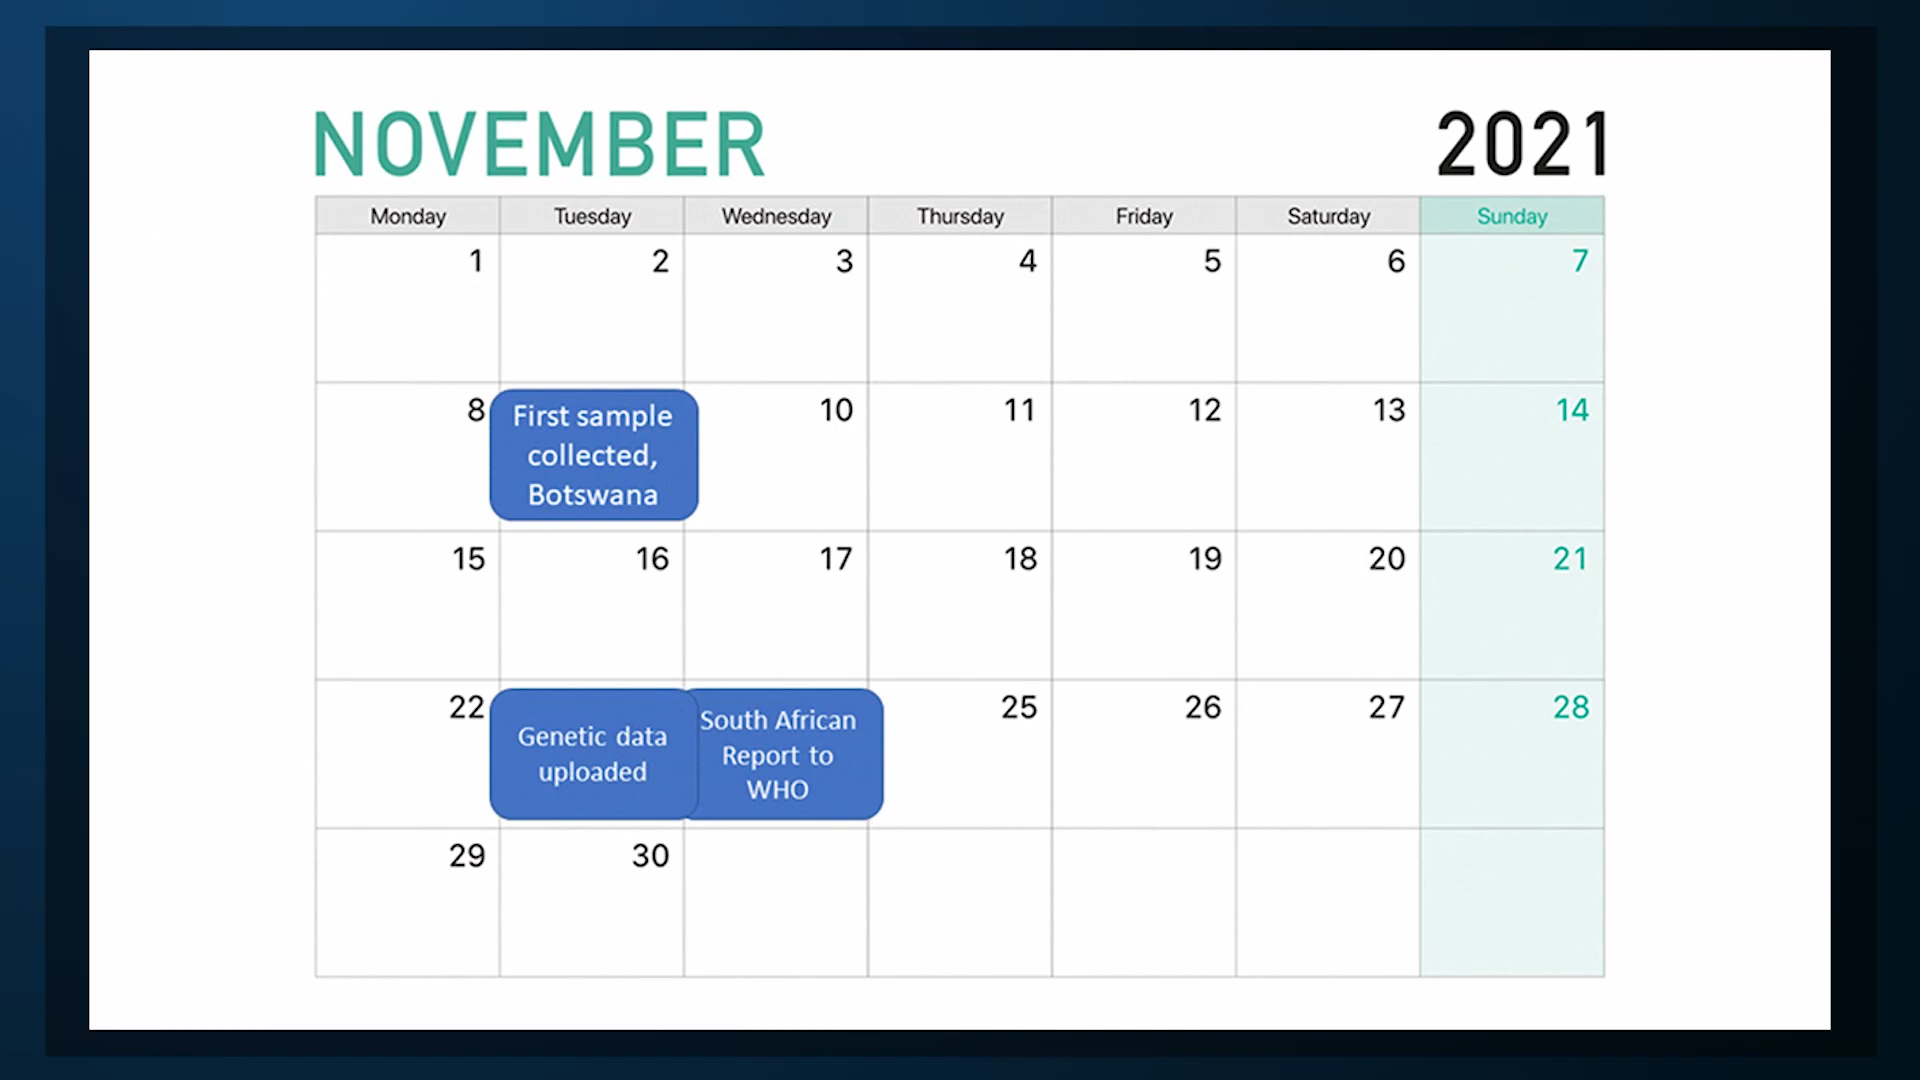 NOVEMBER 2021
Monday Tuesday Wednesday Thursday Friday Saturday Sunday
1 2 3 4 5 6 7
8 First sample collected, Botswana 10 11 12 13 14
15 16 17 18 19 20 21
22 Genetic data uploaded South African Report to WHO 25 26 27 28
29 30